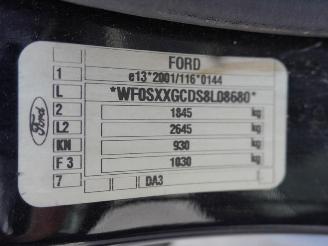 FORD
1 e13*2001/116*0144
L *WF0SXXGCDS8L08680*
2 1845 kg
L2 2645 kg
KN 930 kg
F 3 1030 kg
7 DA3
Ford